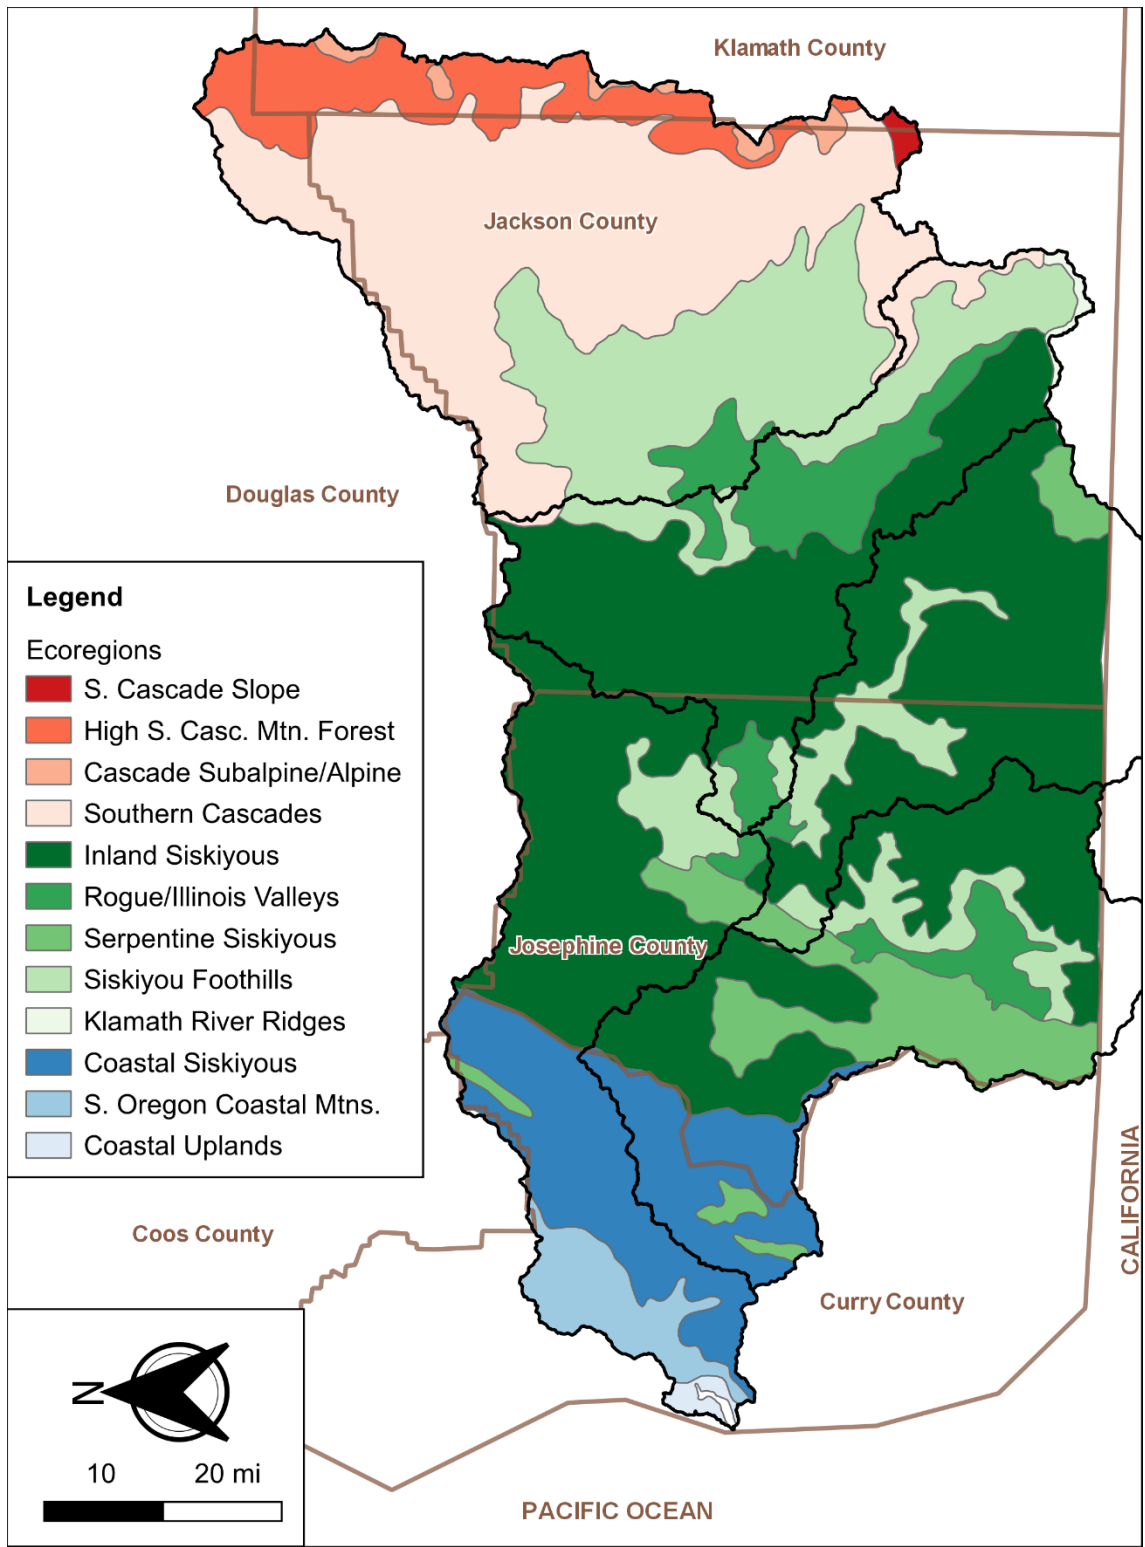 Klamath County
Jackson County
Douglas County
Legend
Ecoregions
S. Cascade Slope
High S. Casc. Mtn. Forest
Cascade Subalpine/Alpine
Southern Cascades
Inland Siskiyous
Rogue/Illinois Valleys
Serpentine Siskiyous
Siskiyou Foothills
Klamath River Ridges
Coastal Siskiyous
S. Oregon Coastal Mtns.
Coastal Uplands
Josephine County
CALIFORNIA
Coos County
Curry County
N
10 20 mi
PACIFIC OCEAN